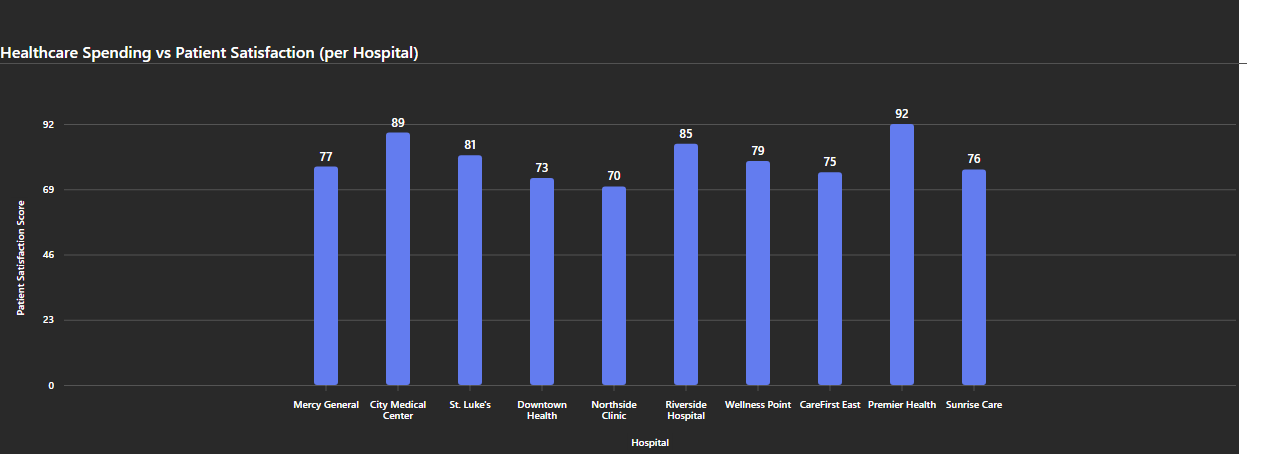 Healthcare Spending vs Patient Satisfaction (per Hospital)
92
69
46
23
0
Patient Satisfaction Score
77
89
81
73
70
85
79
75
92
76
Mercy General
City Medical
Center
St. Luke's
Downtown
Health
Northside
Clinic
Riverside
Hospital
Wellness Point
CareFirst East
Premier Health
Sunrise Care
Hospital